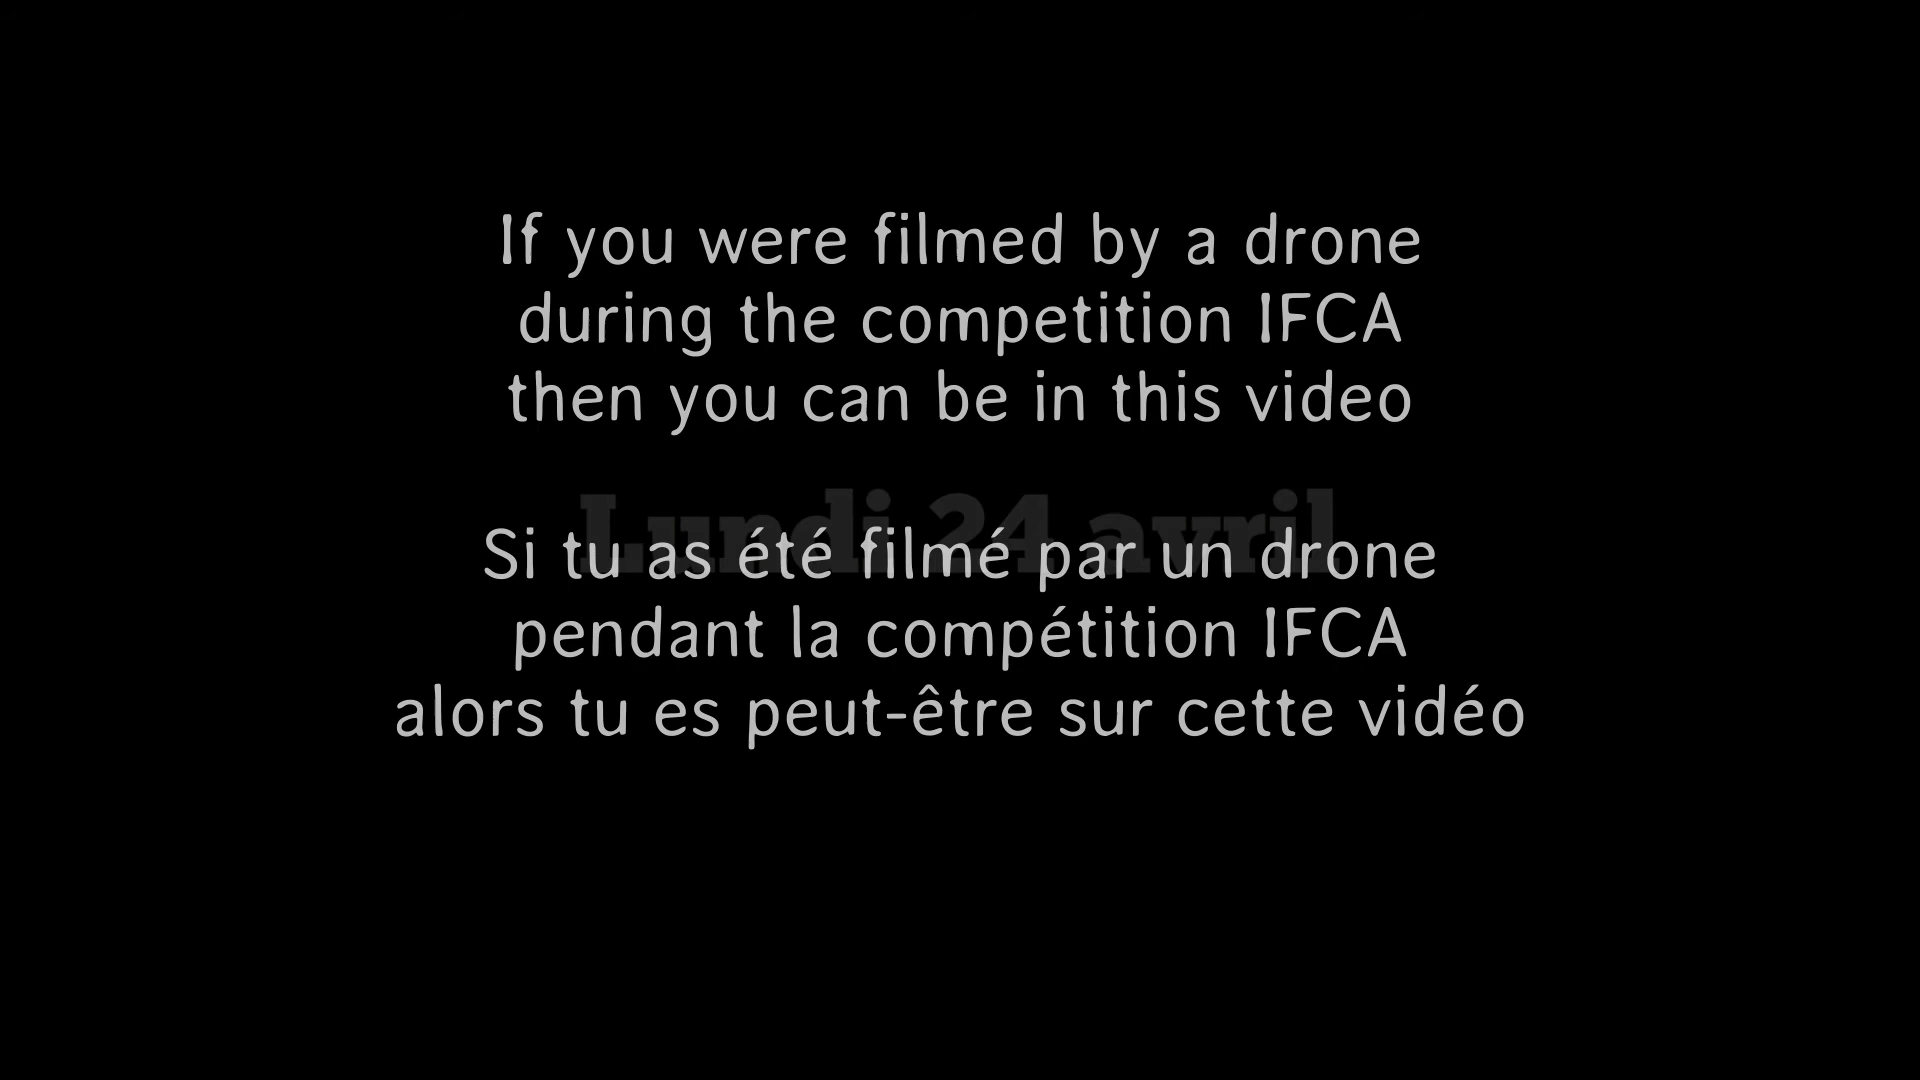 If you were filmed by a drone
during the competition IFCA
then you can be in this video
Lundi 24 avril
Si tu as été filmé par un drone
pendant la compétition IFCA
alors tu es peut-être sur cette vidéo